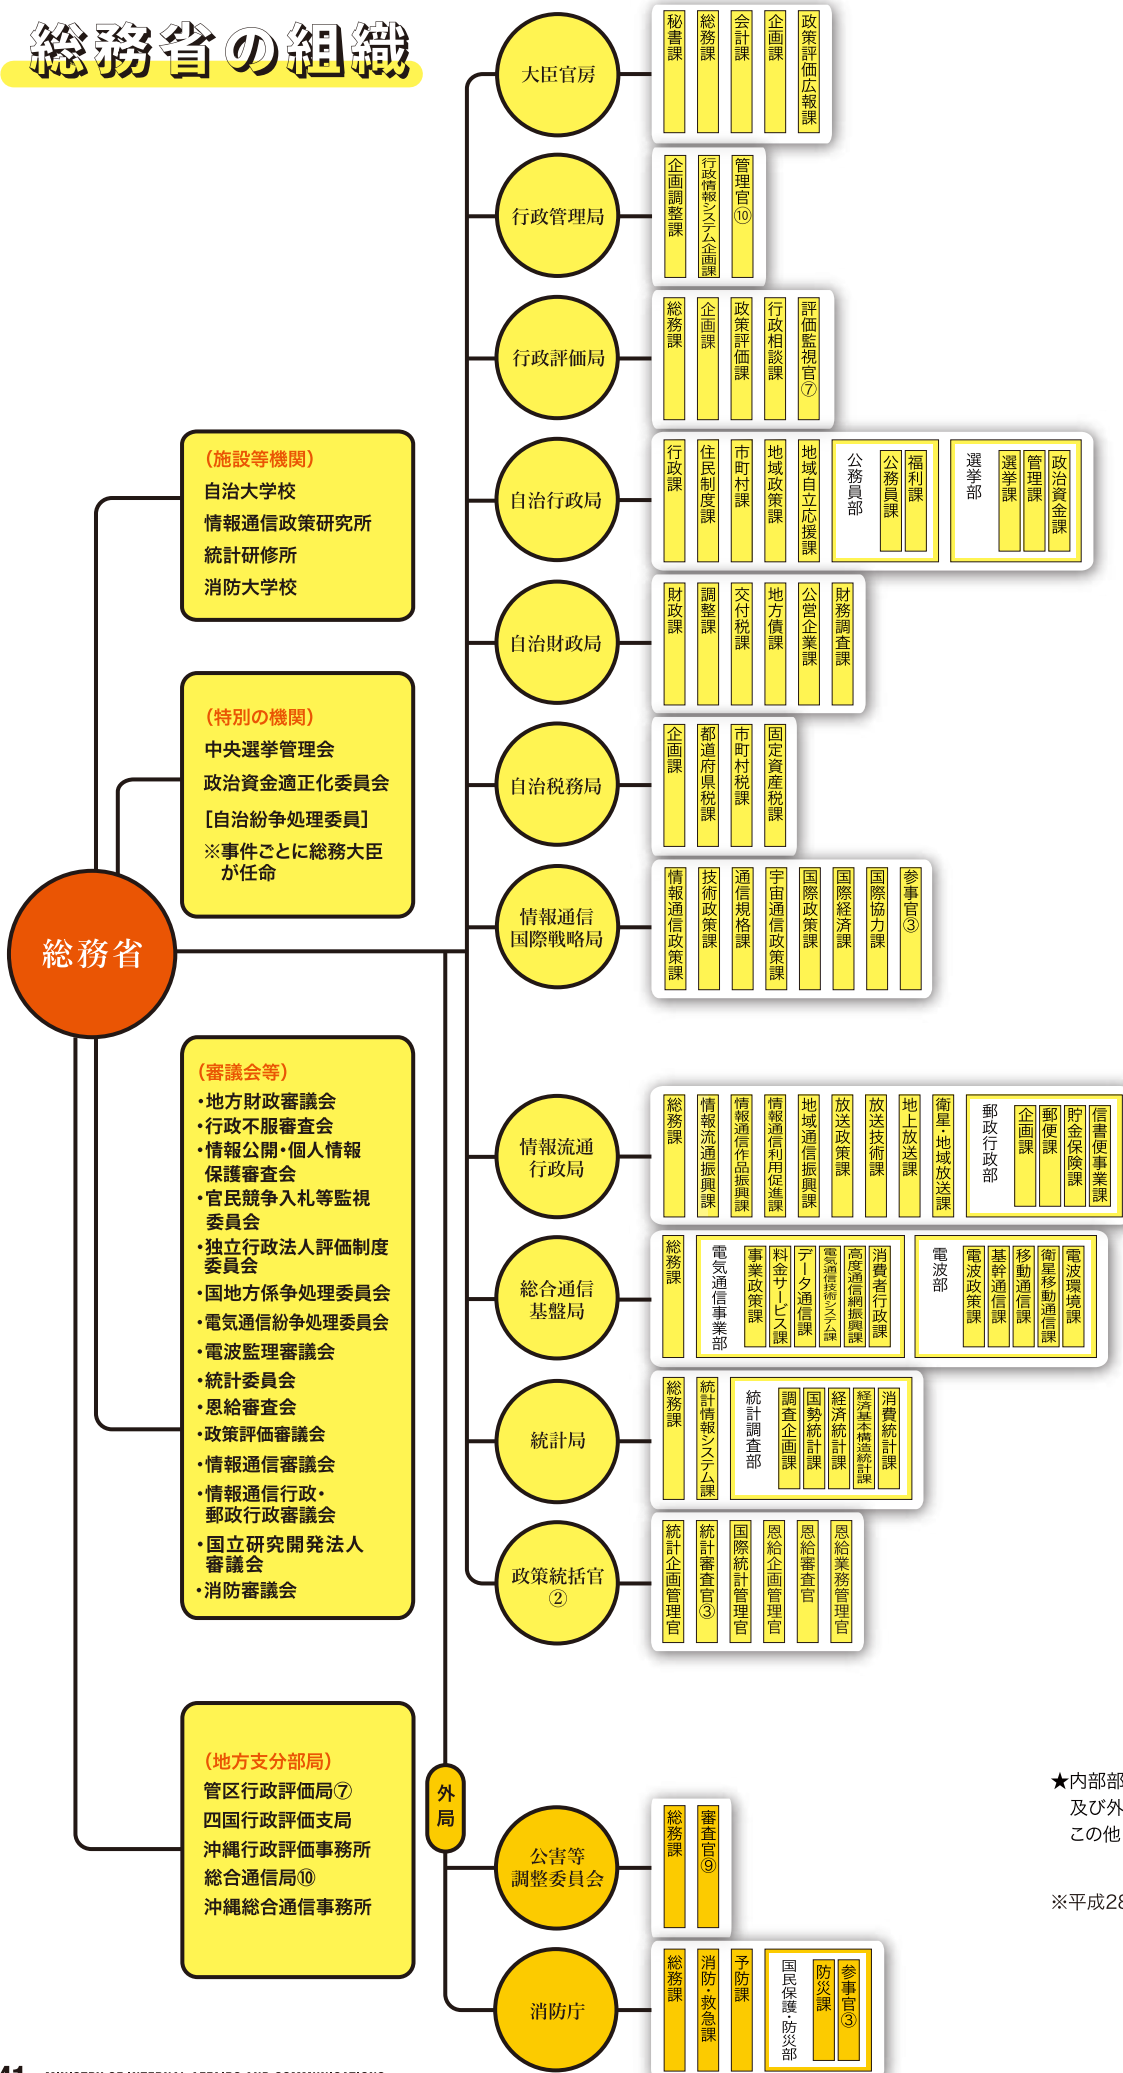 総務省の組織
総務省
（施設等機関）
自治大学校
情報通信政策研究所
統計研修所
消防大学校
（特別の機関）
中央選挙管理会
政治資金適正化委員会
［自治紛争処理委員］
※事件ごとに総務大臣
が任命
（審議会等）
・地方財政審議会
・行政不服審査会
・情報公開・個人情報
保護審査会
・官民競争入札等監視
委員会
・独立行政法人評価制度
委員会
・国地方係争処理委員会
・電気通信紛争処理委員会
・電波監理審議会
・統計委員会
・恩給審査会
・政策評価審議会
・情報通信審議会
・情報通信行政・
郵政行政審議会
・国立研究開発法人
審議会
・消防審議会
（地方支分部局）
管区行政評価局⑦
四国行政評価支局
沖縄行政評価事務所
総合通信局⑩
沖縄総合通信事務所
大臣官房
秘書課
総務課
会計課
企画課
政策評価広報課
行政管理局
企画調整課
行政情報システム企画課
管理官⑩
行政評価局
総務課
企画課
政策評価課
行政相談課
評価監視官⑦
自治行政局
行政課
住民制度課
市町村課
地域政策課
地域自立応援課
公務員部
公務員課
福利課
選挙部
選挙課
管理課
政治資金課
自治財政局
財政課
調整課
交付税課
地方債課
公営企業課
財務調査課
自治税務局
企画課
都道府県税課
市町村税課
固定資産税課
情報通信
国際戦略局
情報通信政策課
技術政策課
通信規格課
宇宙通信政策課
国際政策課
国際経済課
国際協力課
参事官③
情報流通
行政局
総務課
情報流通振興課
情報通信作品振興課
情報通信利用促進課
地域通信振興課
放送政策課
放送技術課
地上放送課
衛星・地域放送課
郵政行政部
企画課
郵便課
貯金保険課
信書便事業課
総合通信
基盤局
総務課
電気通信事業部
事業政策課
料金サービス課
データ通信課
電気通信技術システム課
高度通信網振興課
消費者行政課
電波部
電波政策課
基幹通信課
移動通信課
衛星移動通信課
電波環境課
統計局
総務課
統計情報システム課
統計調査部
調査企画課
国勢統計課
経済統計課
経済基本構造統計課
消費統計課
政策統括官
②
統計企画管理官
統計審査官③
国際統計管理官
恩給企画管理官
恩給審査官
恩給業務管理官
外局
公害等
調整委員会
総務課
審査官⑨
消防庁
総務課
消防・救急課
予防課
国民保護・防災部
防災課
参事官③
★内部部
及び外
この他
※平成28